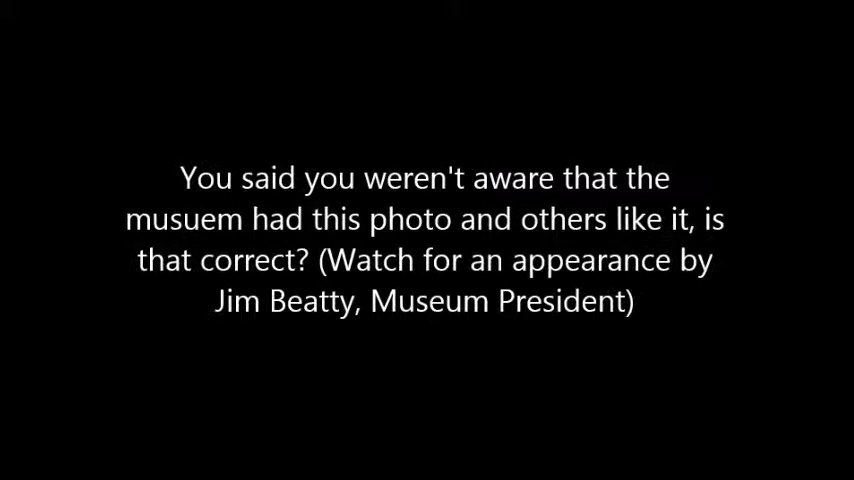 You said you weren't aware that the
musuem had this photo and others like it, is
that correct? (Watch for an appearance by
Jim Beatty, Museum President)